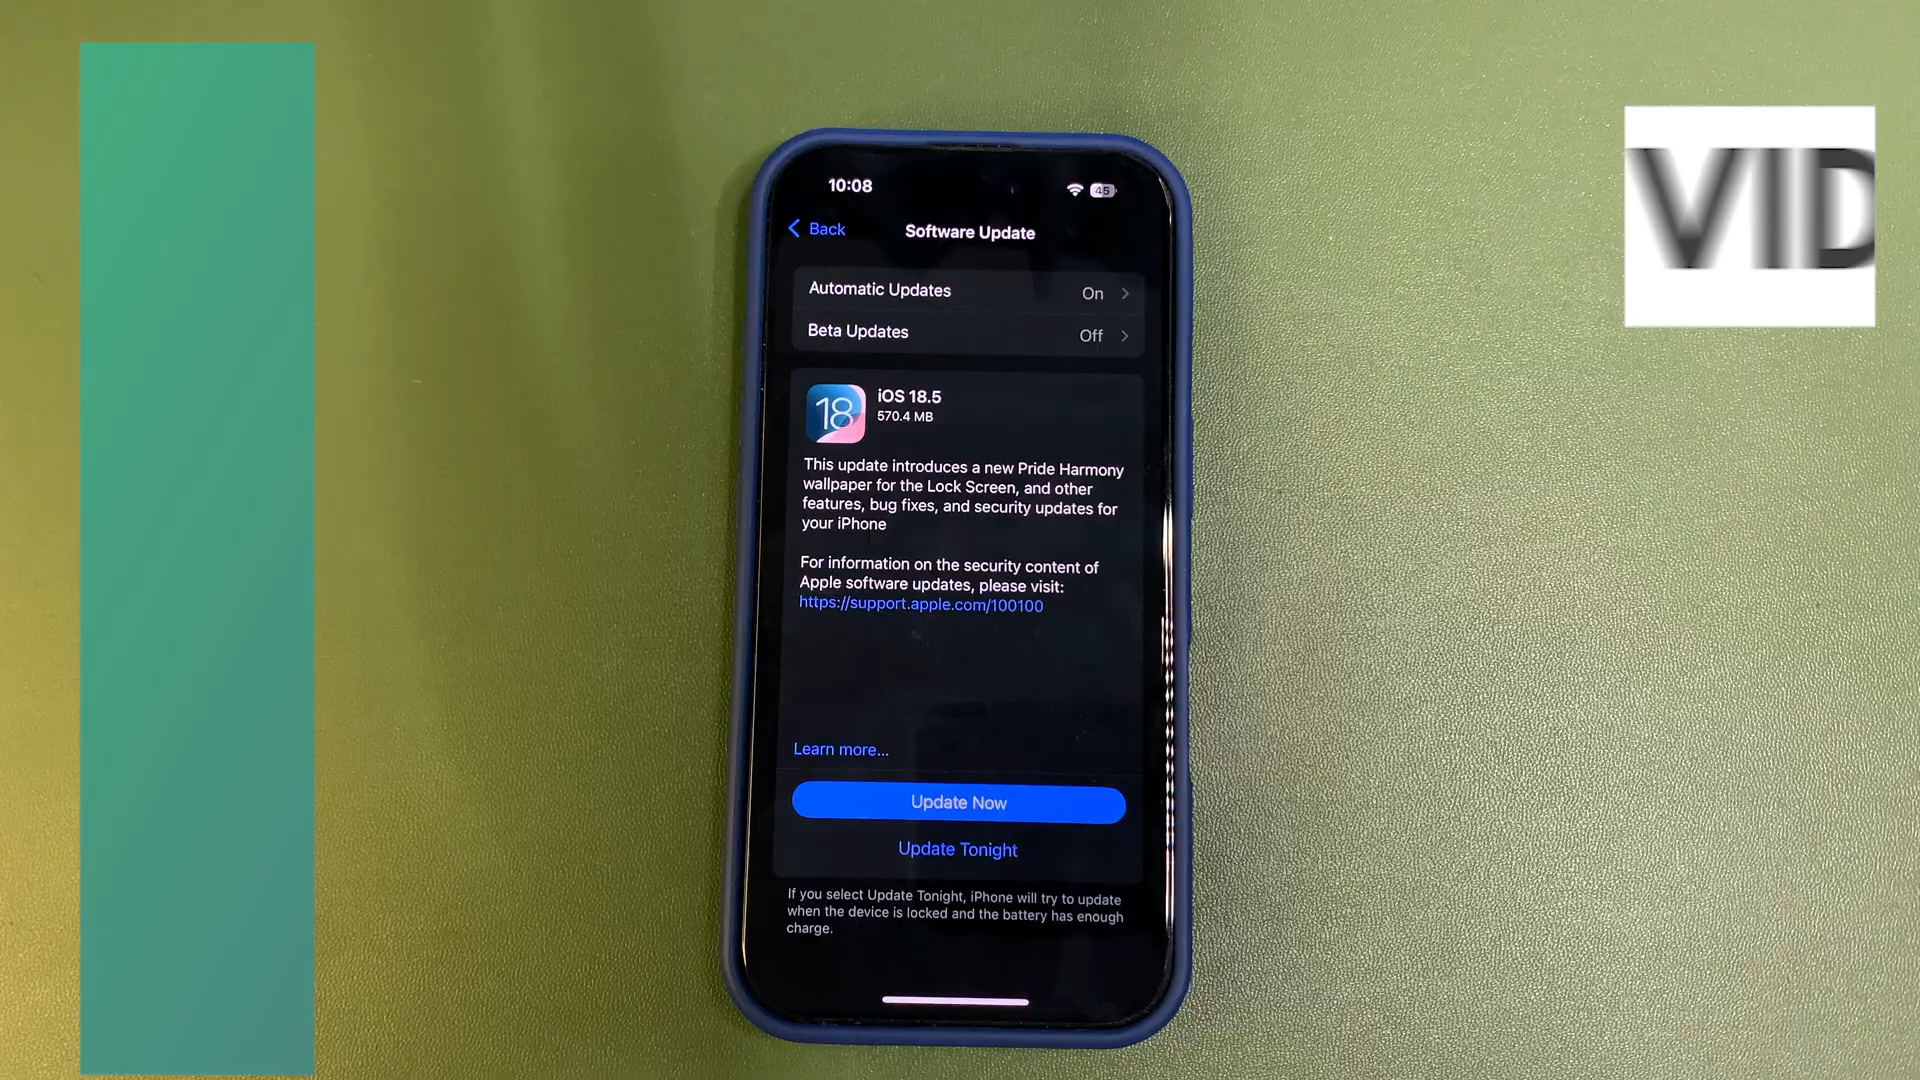 VID
10:08
45
Back
Software Update
Automatic Updates
On
Beta Updates
Off
18
iOS 18.5
570.4 MB
This update introduces a new Pride Harmony
wallpaper for the Lock Screen, and other
features, bug fixes, and security updates for
your iPhone
For information on the security content of
Apple software updates, please visit:
https://support.apple.com/100100
Learn more...
Update Now
Update Tonight
If you select Update Tonight, iPhone will try to update
when the device is locked and the battery has enough
charge.